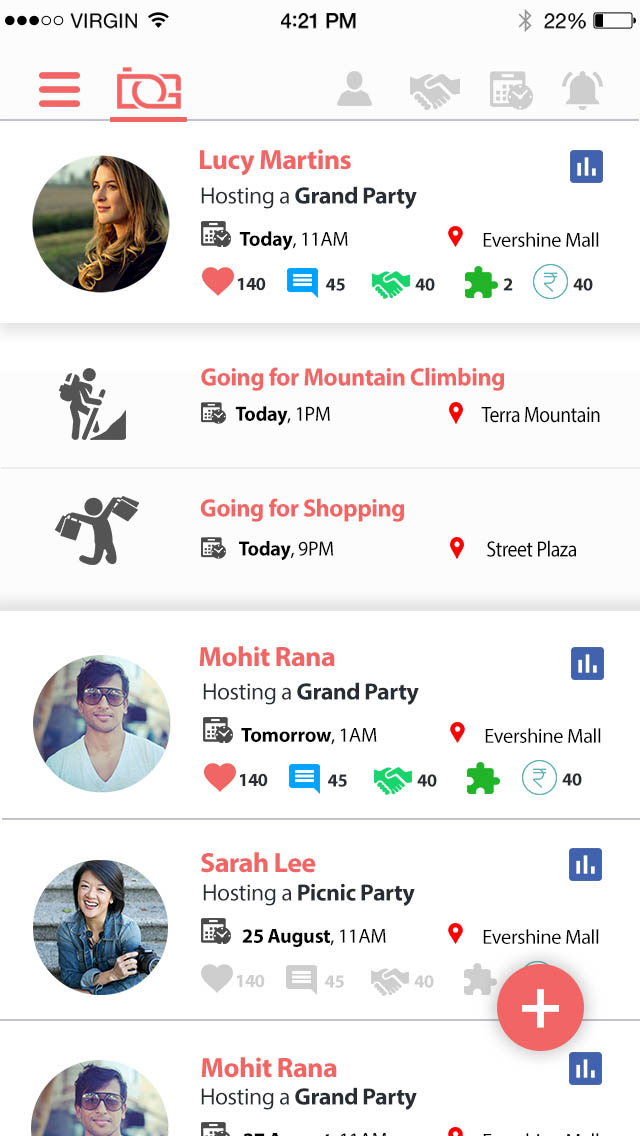 VIRGIN 4:21 PM 22%
Lucy Martins
Hosting a Grand Party
Today, 11AM Evershine Mall
140 45 40 2 40
Going for Mountain Climbing
Today, 1PM Terra Mountain
Going for Shopping
Today, 9PM Street Plaza
Mohit Rana
Hosting a Grand Party
Tomorrow, 1AM Evershine Mall
140 45 40 40
Sarah Lee
Hosting a Picnic Party
25 August, 11AM Evershine Mall
140 45 40
Mohit Rana
Hosting a Grand Party